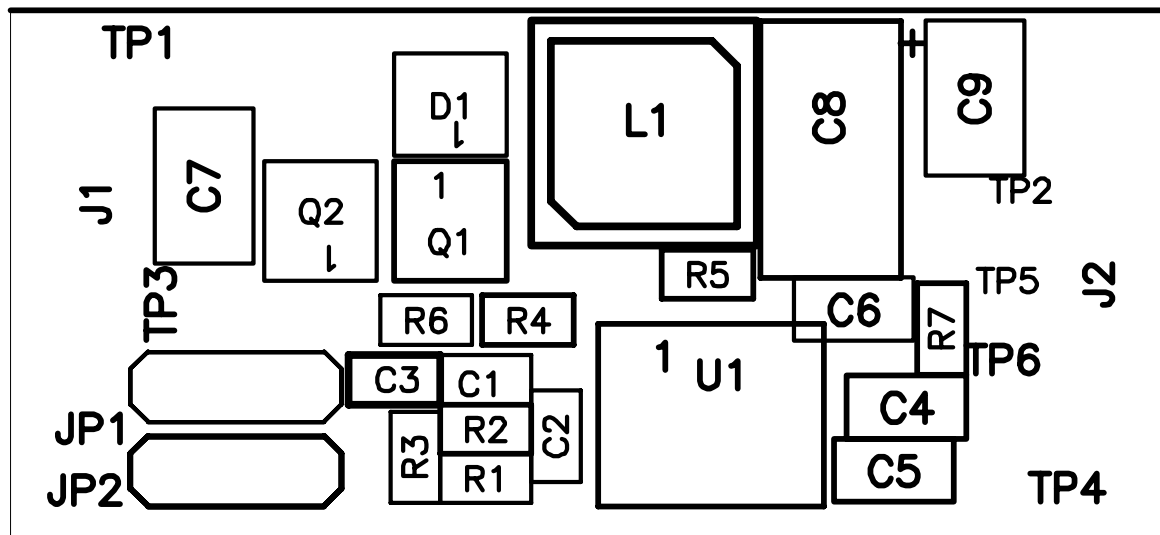 TP1
D1
1
L1
C8
+
C9
C7
J1
Q2
1
1
Q1
TP2
R5
TP3
TP5
J2
R6
R4
C6
R7
1
U1
TP6
C3
C1
C4
JP1
R2
R3
C2
C5
JP2
R1
TP4